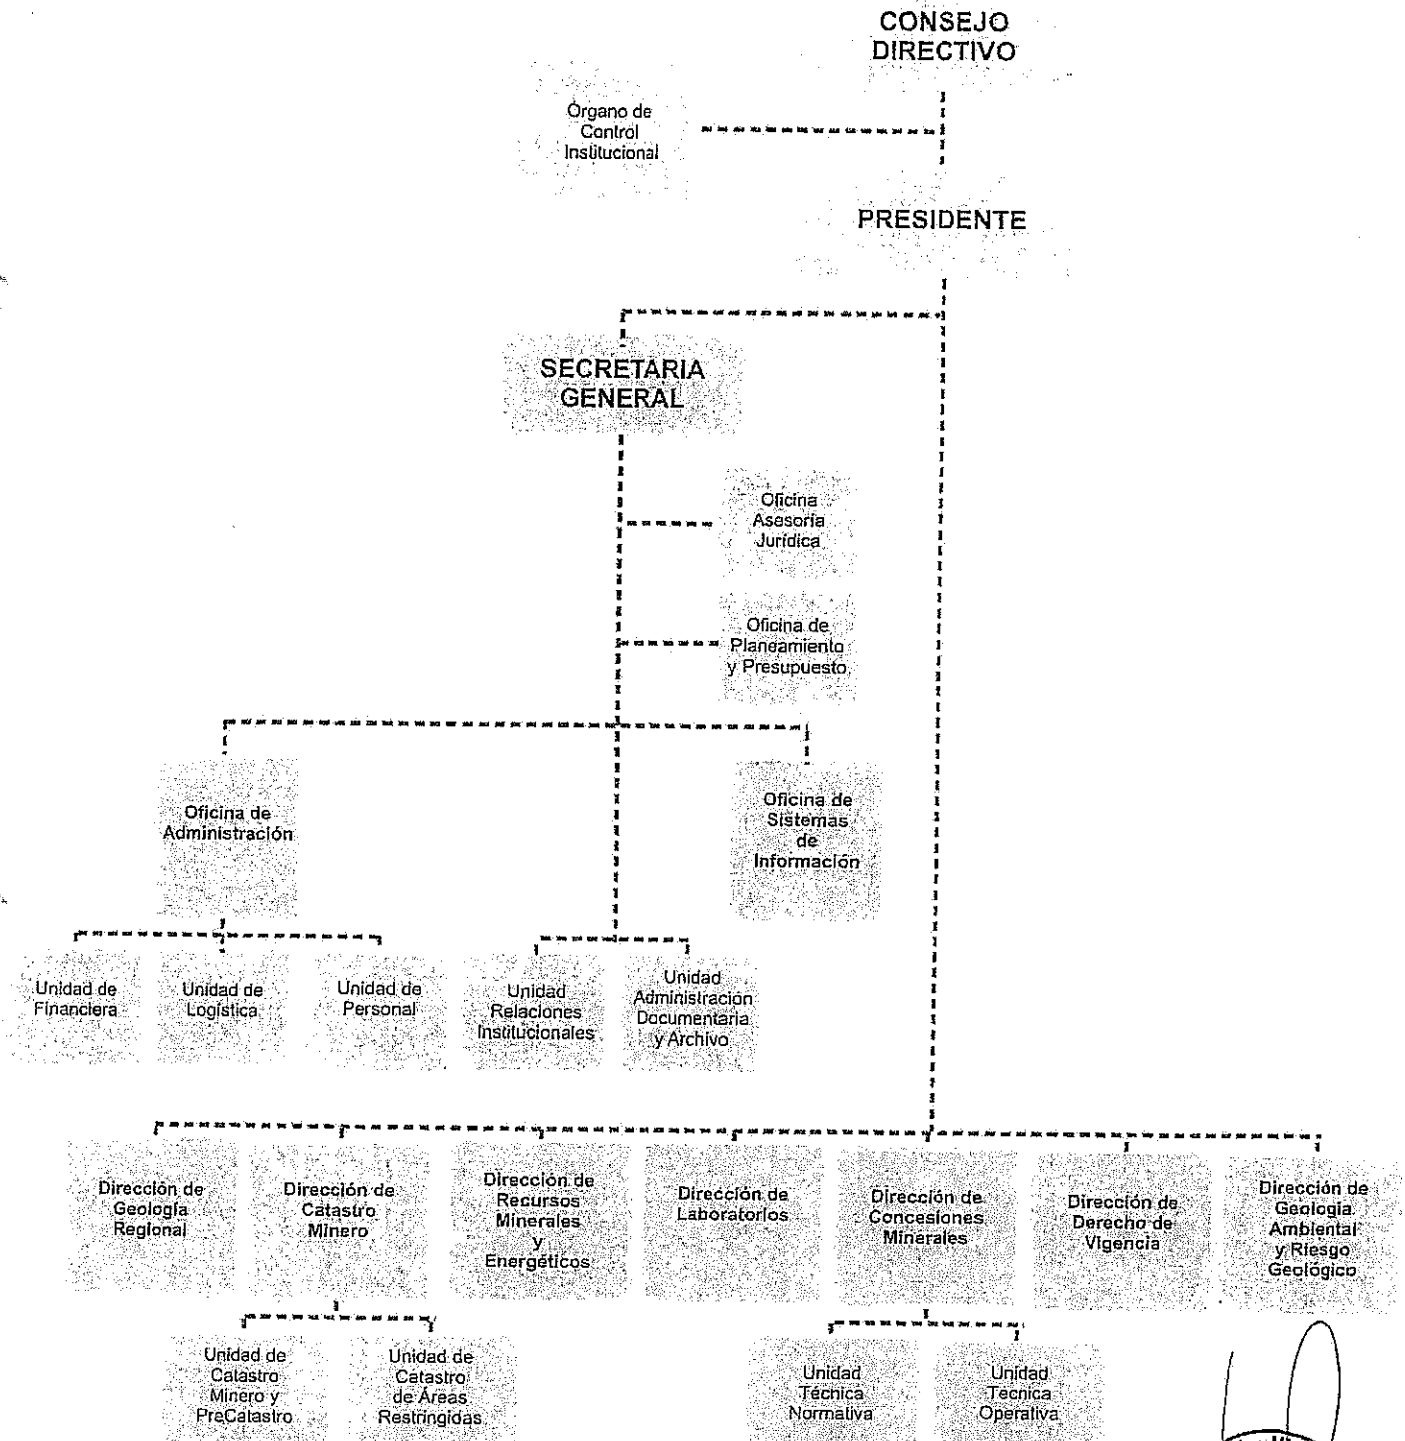 CONSEJO
DIRECTIVO
Órgano de
Control
Institucional
PRESIDENTE
SECRETARIA
GENERAL
Oficina
Asesoría
Jurídica
Oficina de
Planeamiento
y Presupuesto
Oficina de
Administración
Oficina de
Sistemas
de
Información
Unidad de
Financiera
Unidad de
Logística
Unidad de
Personal
Unidad
Relaciones
Institucionales
Unidad
Administración
Documentaria
y Archivo
Dirección de
Geología
Regional
Dirección de
Catastro
Minero
Dirección de
Recursos
Minerales
y
Energéticos
Dirección de
Laboratorios
Dirección de
Concesiones
Minerales
Dirección de
Derecho de
Vigencia
Dirección de
Geología
Ambiental
y Riesgo
Geológico
Unidad de
Catastro
Minero y
PreCatastro
Unidad de
Catastro
de Áreas
Restringidas
Unidad
Técnica
Normativa
Unidad
Técnica
Operativa